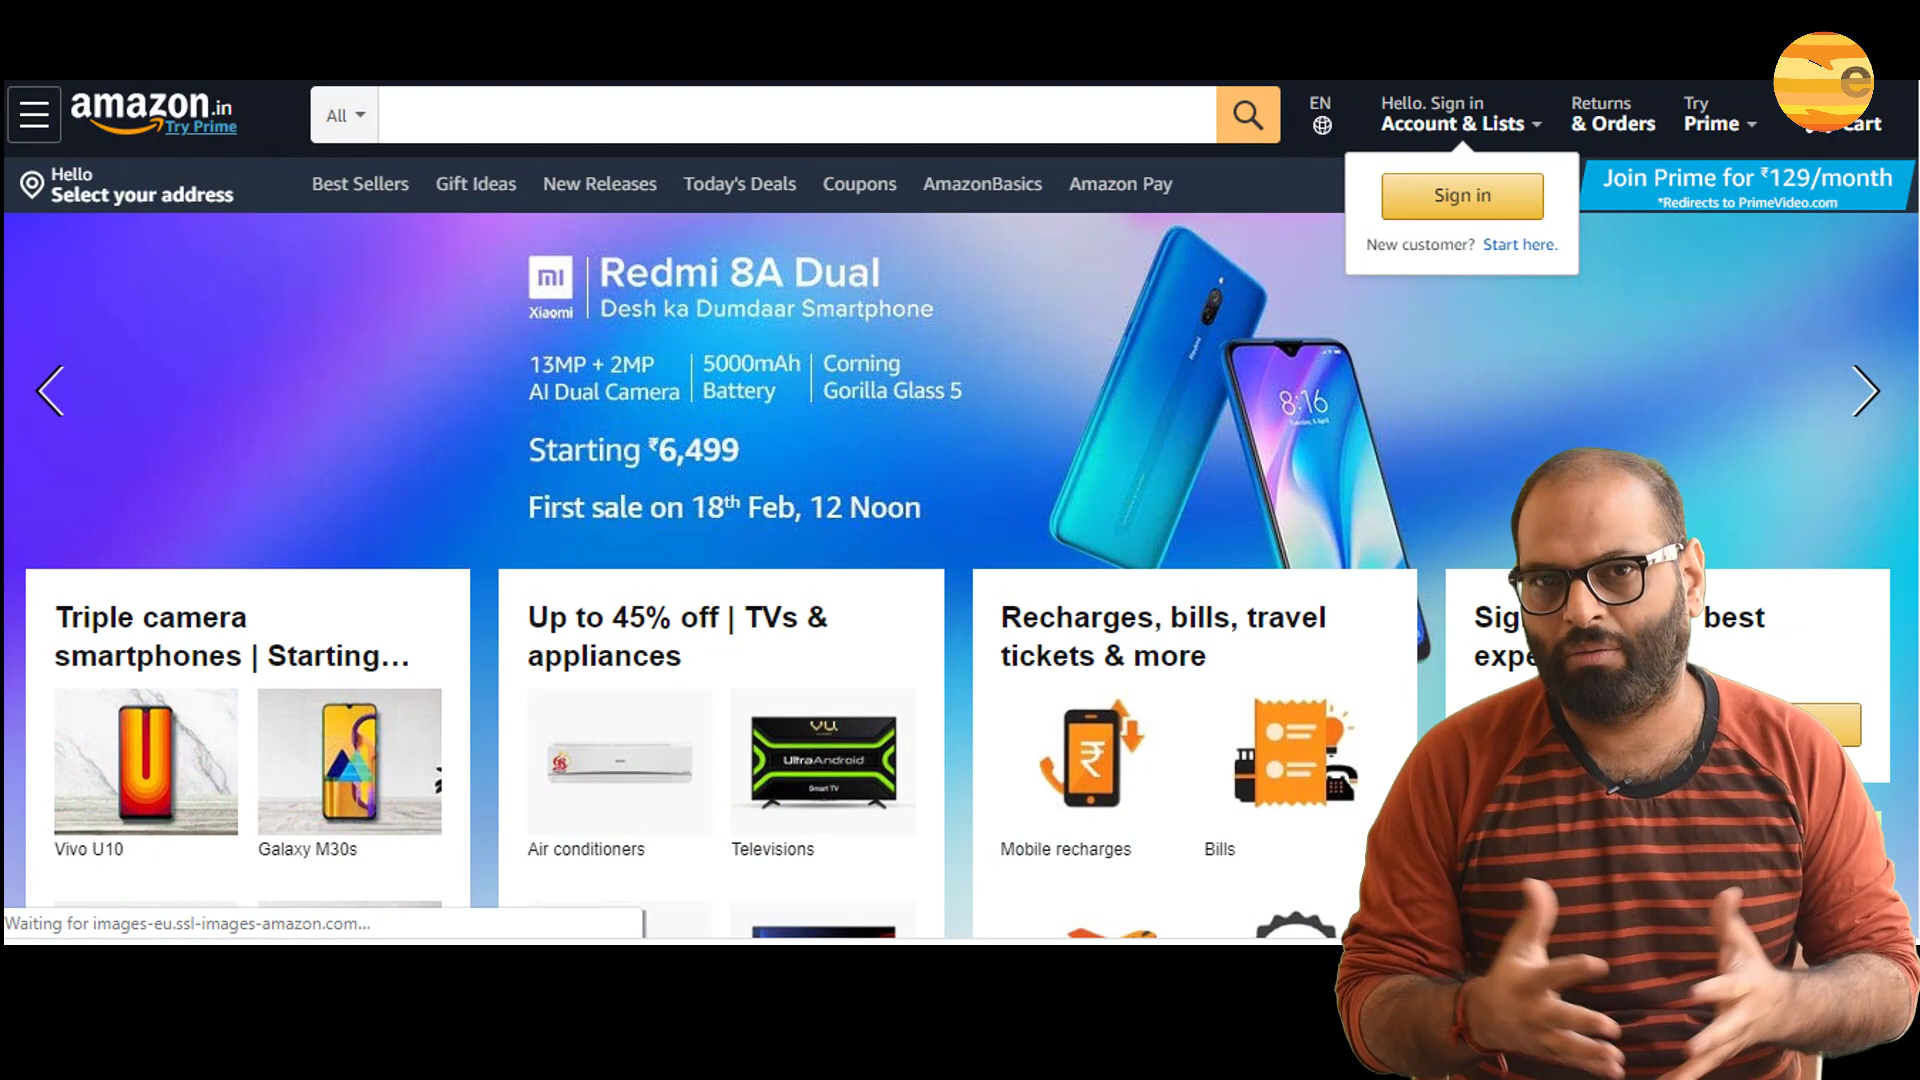 amazon.in
Try Prime
All
EN
Hello. Sign in
Account & Lists
Returns
& Orders
Try
Prime
e
Hello
Select your address
Best Sellers
Gift Ideas
New Releases
Today's Deals
Coupons
AmazonBasics
Amazon Pay
Sign in
New customer? Start here.
Join Prime for ₹129/month
*Redirects to PrimeVideo.com
mi
Xiaomi
Redmi 8A Dual
Desh ka Dumdaar Smartphone
13MP + 2MP
AI Dual Camera
5000mAh
Battery
Corning
Gorilla Glass 5
Starting ₹6,499
First sale on 18th Feb, 12 Noon
Redmi
8:16
Triple camera
smartphones | Starting...
Vivo U10
Galaxy M30s
Up to 45% off | TVs &
appliances
VU
UltraAndroid
Smart TV
Air conditioners
Televisions
Recharges, bills, travel
tickets & more
₹
Mobile recharges
Bills
best
Waiting for images-eu.ssl-images-amazon.com...